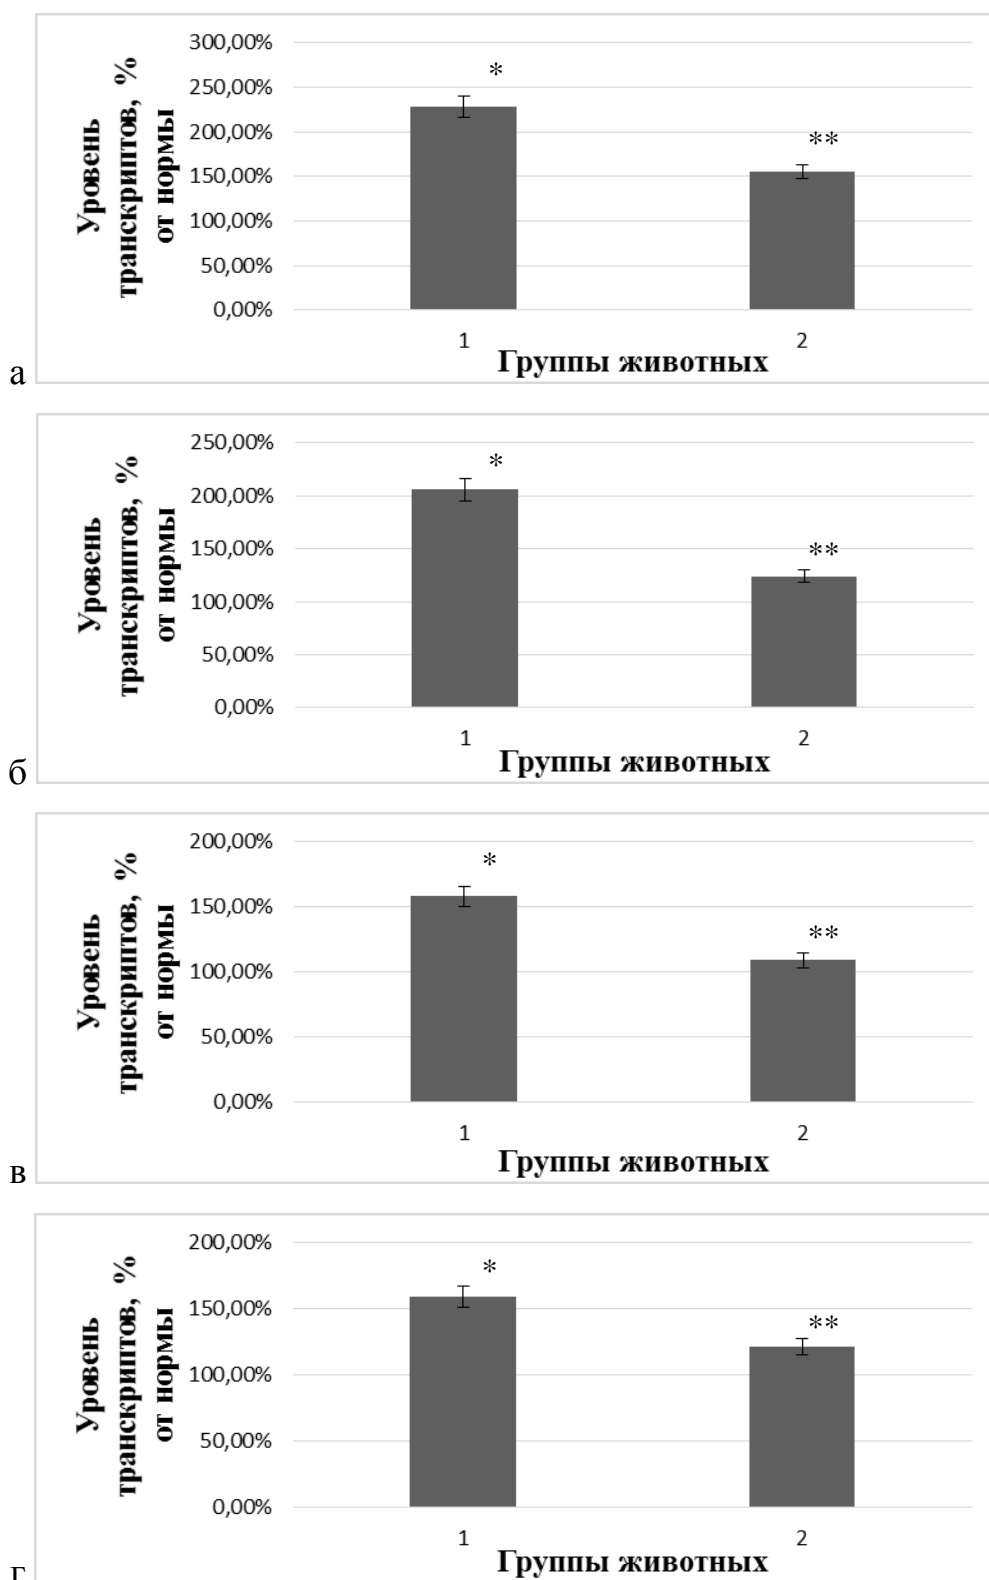 300,00%
250,00%
200,00%
150,00%
100,00%
50,00%
0,00%
Уровень
транскриптов, %
от нормы
*
**
1
2
Группы животных
а
250,00%
200,00%
150,00%
100,00%
50,00%
0,00%
Уровень
транскриптов, %
от нормы
*
**
1
2
Группы животных
б
200,00%
150,00%
100,00%
50,00%
0,00%
Уровень
транскриптов, %
от нормы
*
**
1
2
Группы животных
в
200,00%
150,00%
100,00%
50,00%
0,00%
Уровень
транскриптов, %
от нормы
*
**
1
2
Группы животных
г